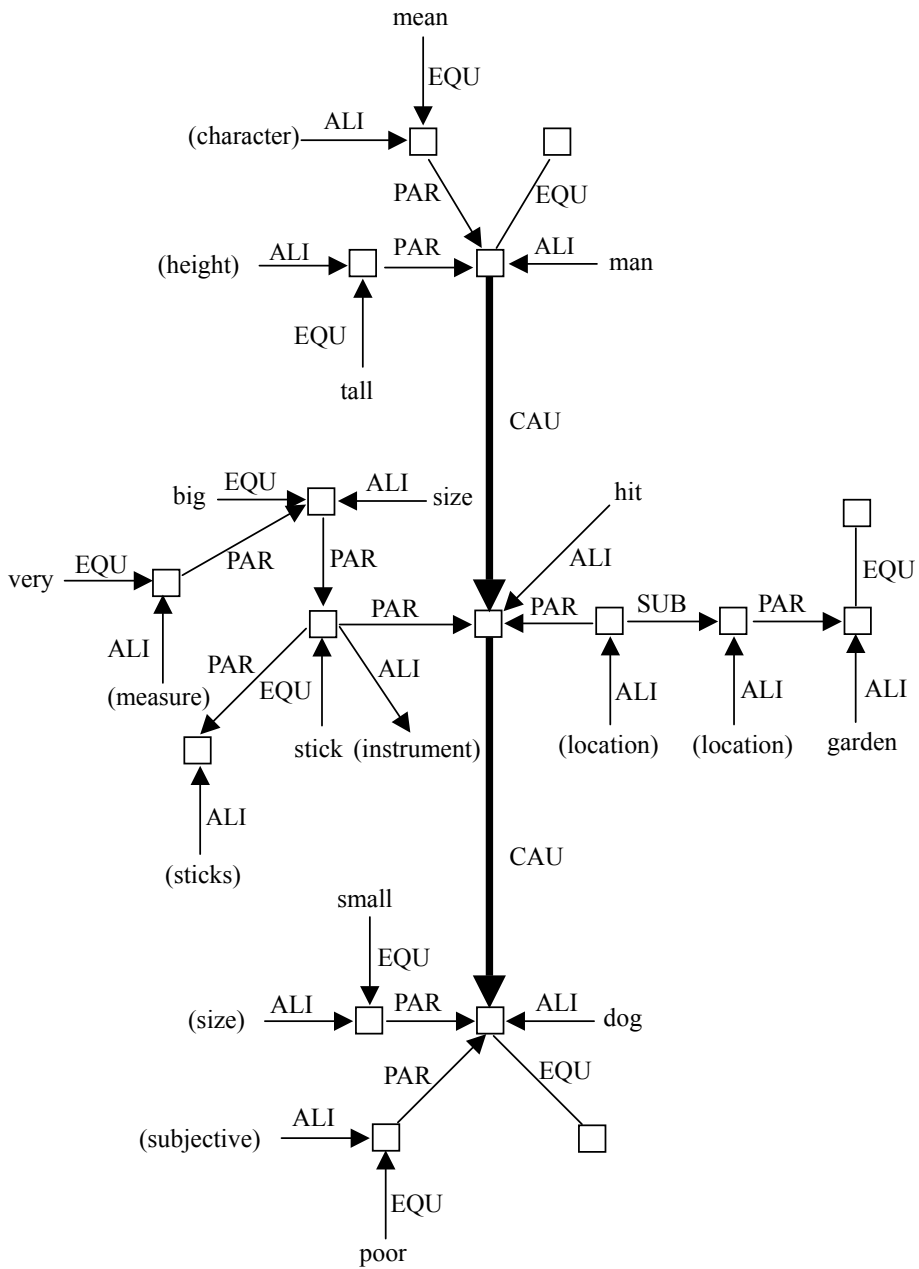 mean
EQU
(character) ALI
PAR EQU
(height) ALI PAR ALI man
EQU
tall
CAU
big EQU ALI size hit
very EQU PAR PAR ALI EQU
PAR PAR SUB PAR
ALI PAR ALI ALI ALI ALI
(measure) EQU
stick (instrument) (location) (location) garden
ALI
(sticks) CAU
small
EQU
(size) ALI PAR ALI dog
PAR EQU
(subjective) ALI
EQU
poor